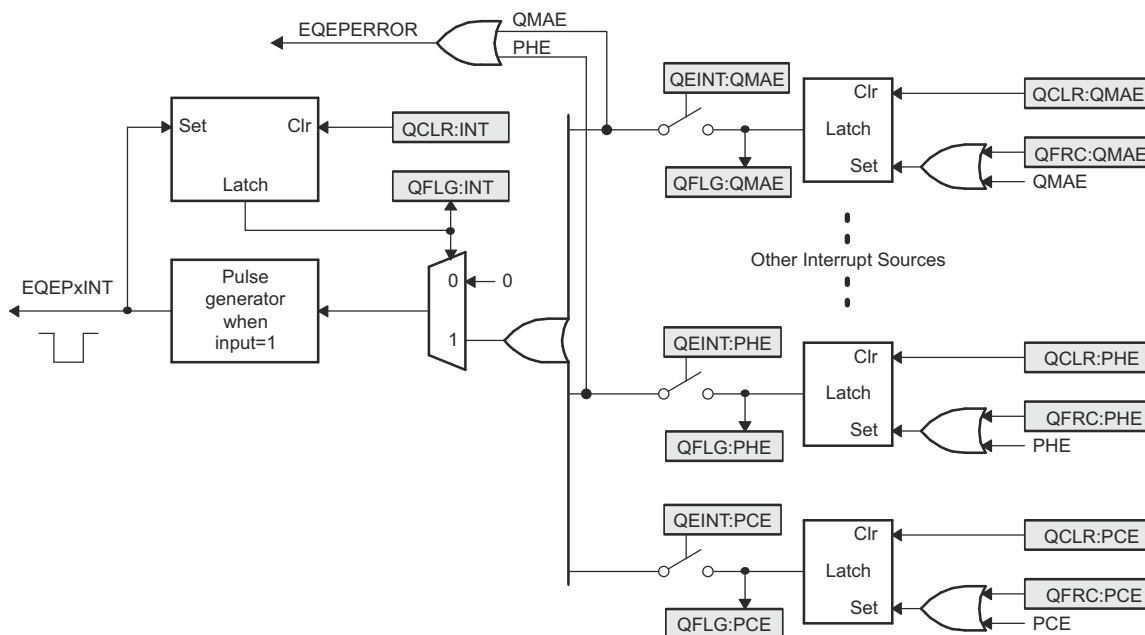 EQEPERROR
QMAE
PHE
Set
Clr
Latch
QCLR:INT
QFLG:INT
0
0
1
Pulse
generator
when
input=1
EQEPxINT
QEINT:QMAE
QFLG:QMAE
Clr
Latch
Set
QCLR:QMAE
QFRC:QMAE
QMAE
Other Interrupt Sources
QEINT:PHE
QFLG:PHE
Clr
Latch
Set
QCLR:PHE
QFRC:PHE
PHE
QEINT:PCE
QFLG:PCE
Clr
Latch
Set
QCLR:PCE
QFRC:PCE
PCE